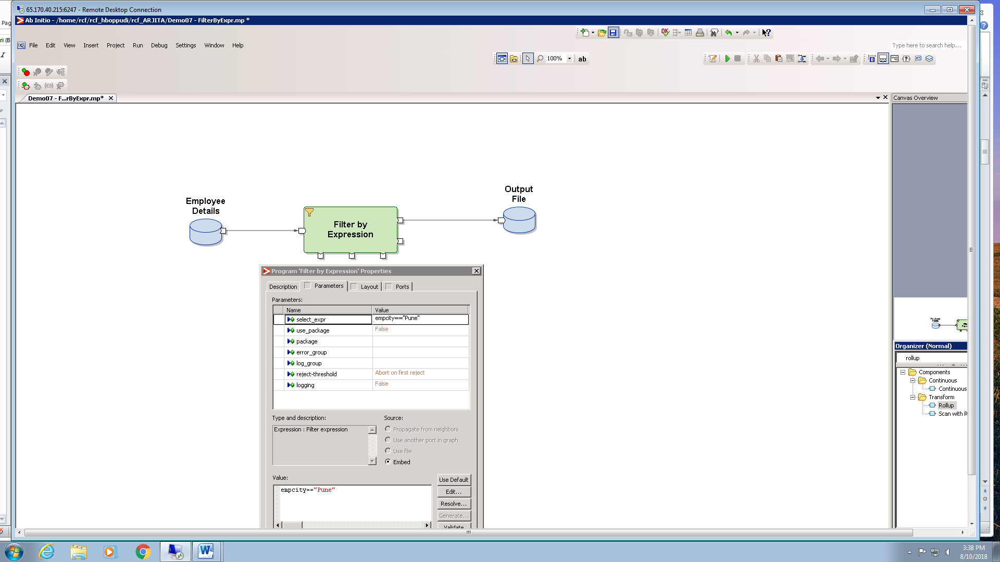 65.170.40.215:6247 - Remote Desktop Connection
Ab Initio - /home/rcf/rcf_hboppudi/rcf_ARJITA/Demo07 - FilterByExpr.mp *
Pag
ri (B
I
File Edit View Insert Project Run Debug Settings Window Help
Type here to search help...
100%
ab
Demo07 - F...rByExpr.mp*
Canvas Overview
Employee
Details
Filter by
Expression
Output
File
Program 'Filter by Expression' Properties
Description Parameters Layout Ports
Parameters:
Name Value
select_expr empcity=="Pune"
use_package False
package
error_group
log_group
reject-threshold Abort on first reject
logging False
Type and description:
Expression : Filter expression
Source:
Propagate from neighbors
Use another port in graph
Use file
Embed
Value:
empcity=="Pune"
Use Default
Edit...
Resolve...
Generate...
Validate
Organizer (Normal)
rollup
Components
Continuous
Continuous
Transform
Rollup
Scan with R
3:38 PM
8/10/2018